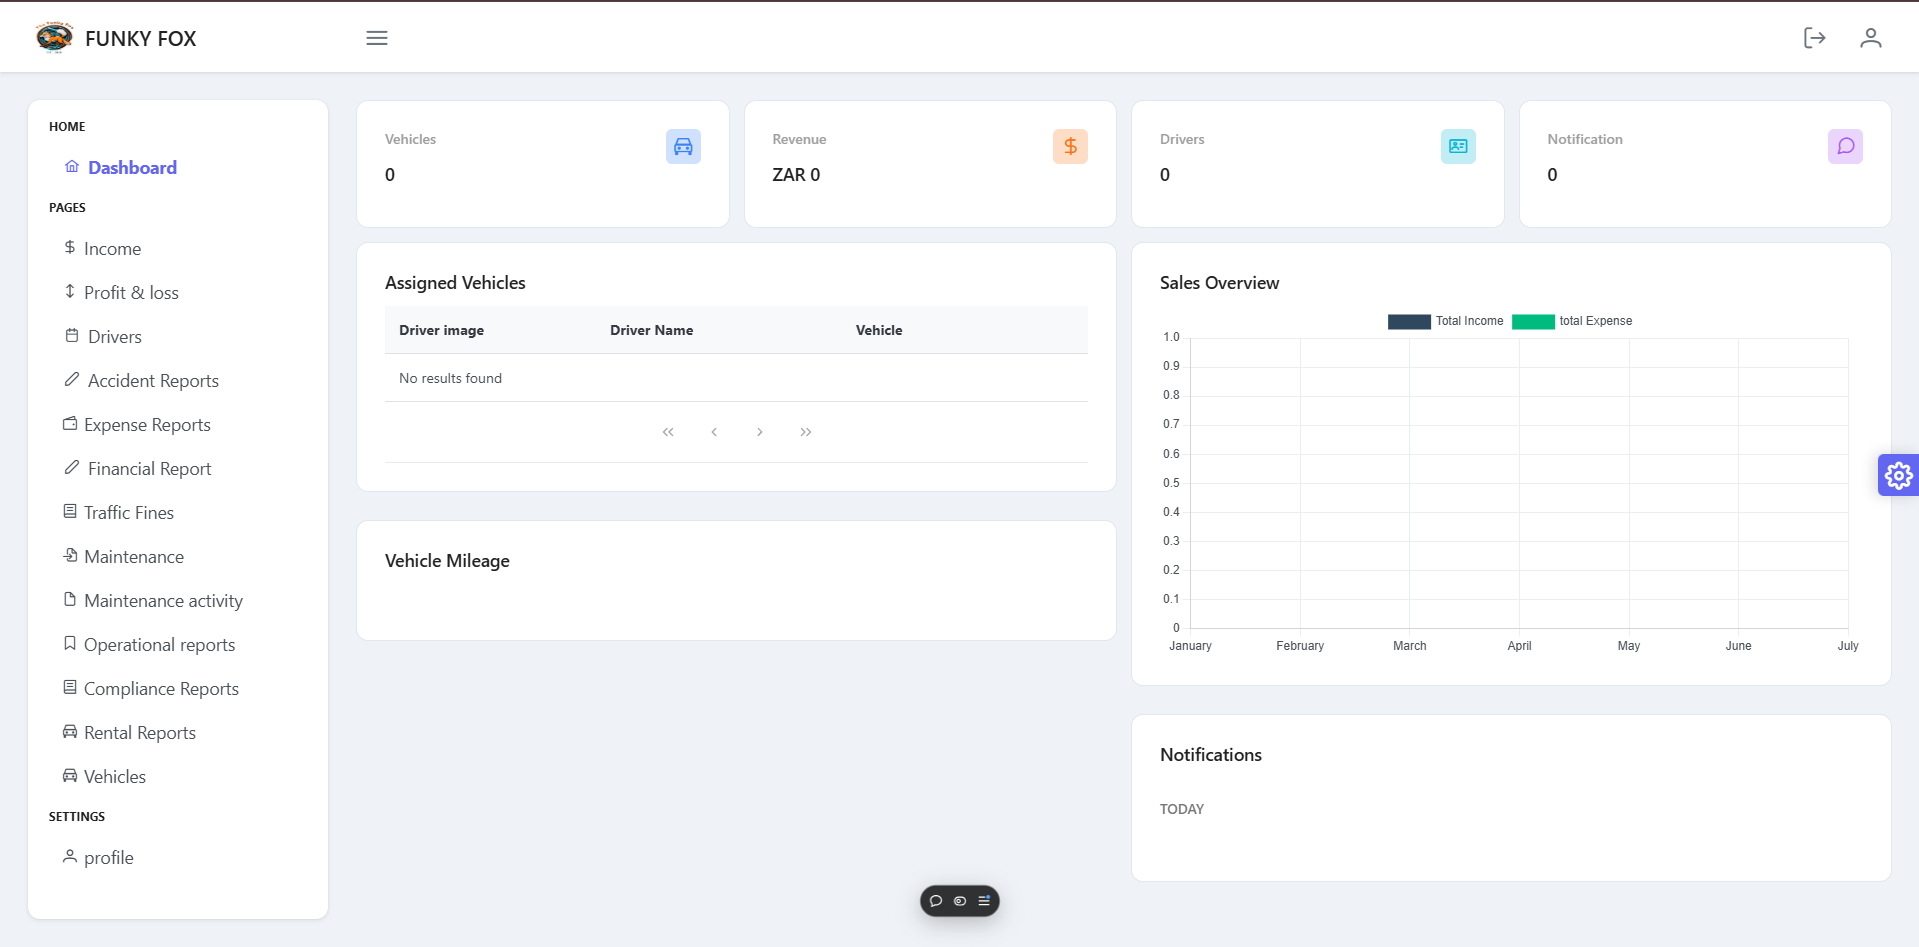 FUNKY FOX
HOME
Dashboard
PAGES
Income
Profit & loss
Drivers
Accident Reports
Expense Reports
Financial Report
Traffic Fines
Maintenance
Maintenance activity
Operational reports
Compliance Reports
Rental Reports
Vehicles
SETTINGS
profile
Vehicles
0
Revenue
ZAR 0
Drivers
0
Notification
0
Assigned Vehicles
Driver image Driver Name Vehicle
No results found
Vehicle Mileage
Sales Overview
Total Income total Expense
1.0
0.9
0.8
0.7
0.6
0.5
0.4
0.3
0.2
0.1
0
January February March April May June July
Notifications
TODAY